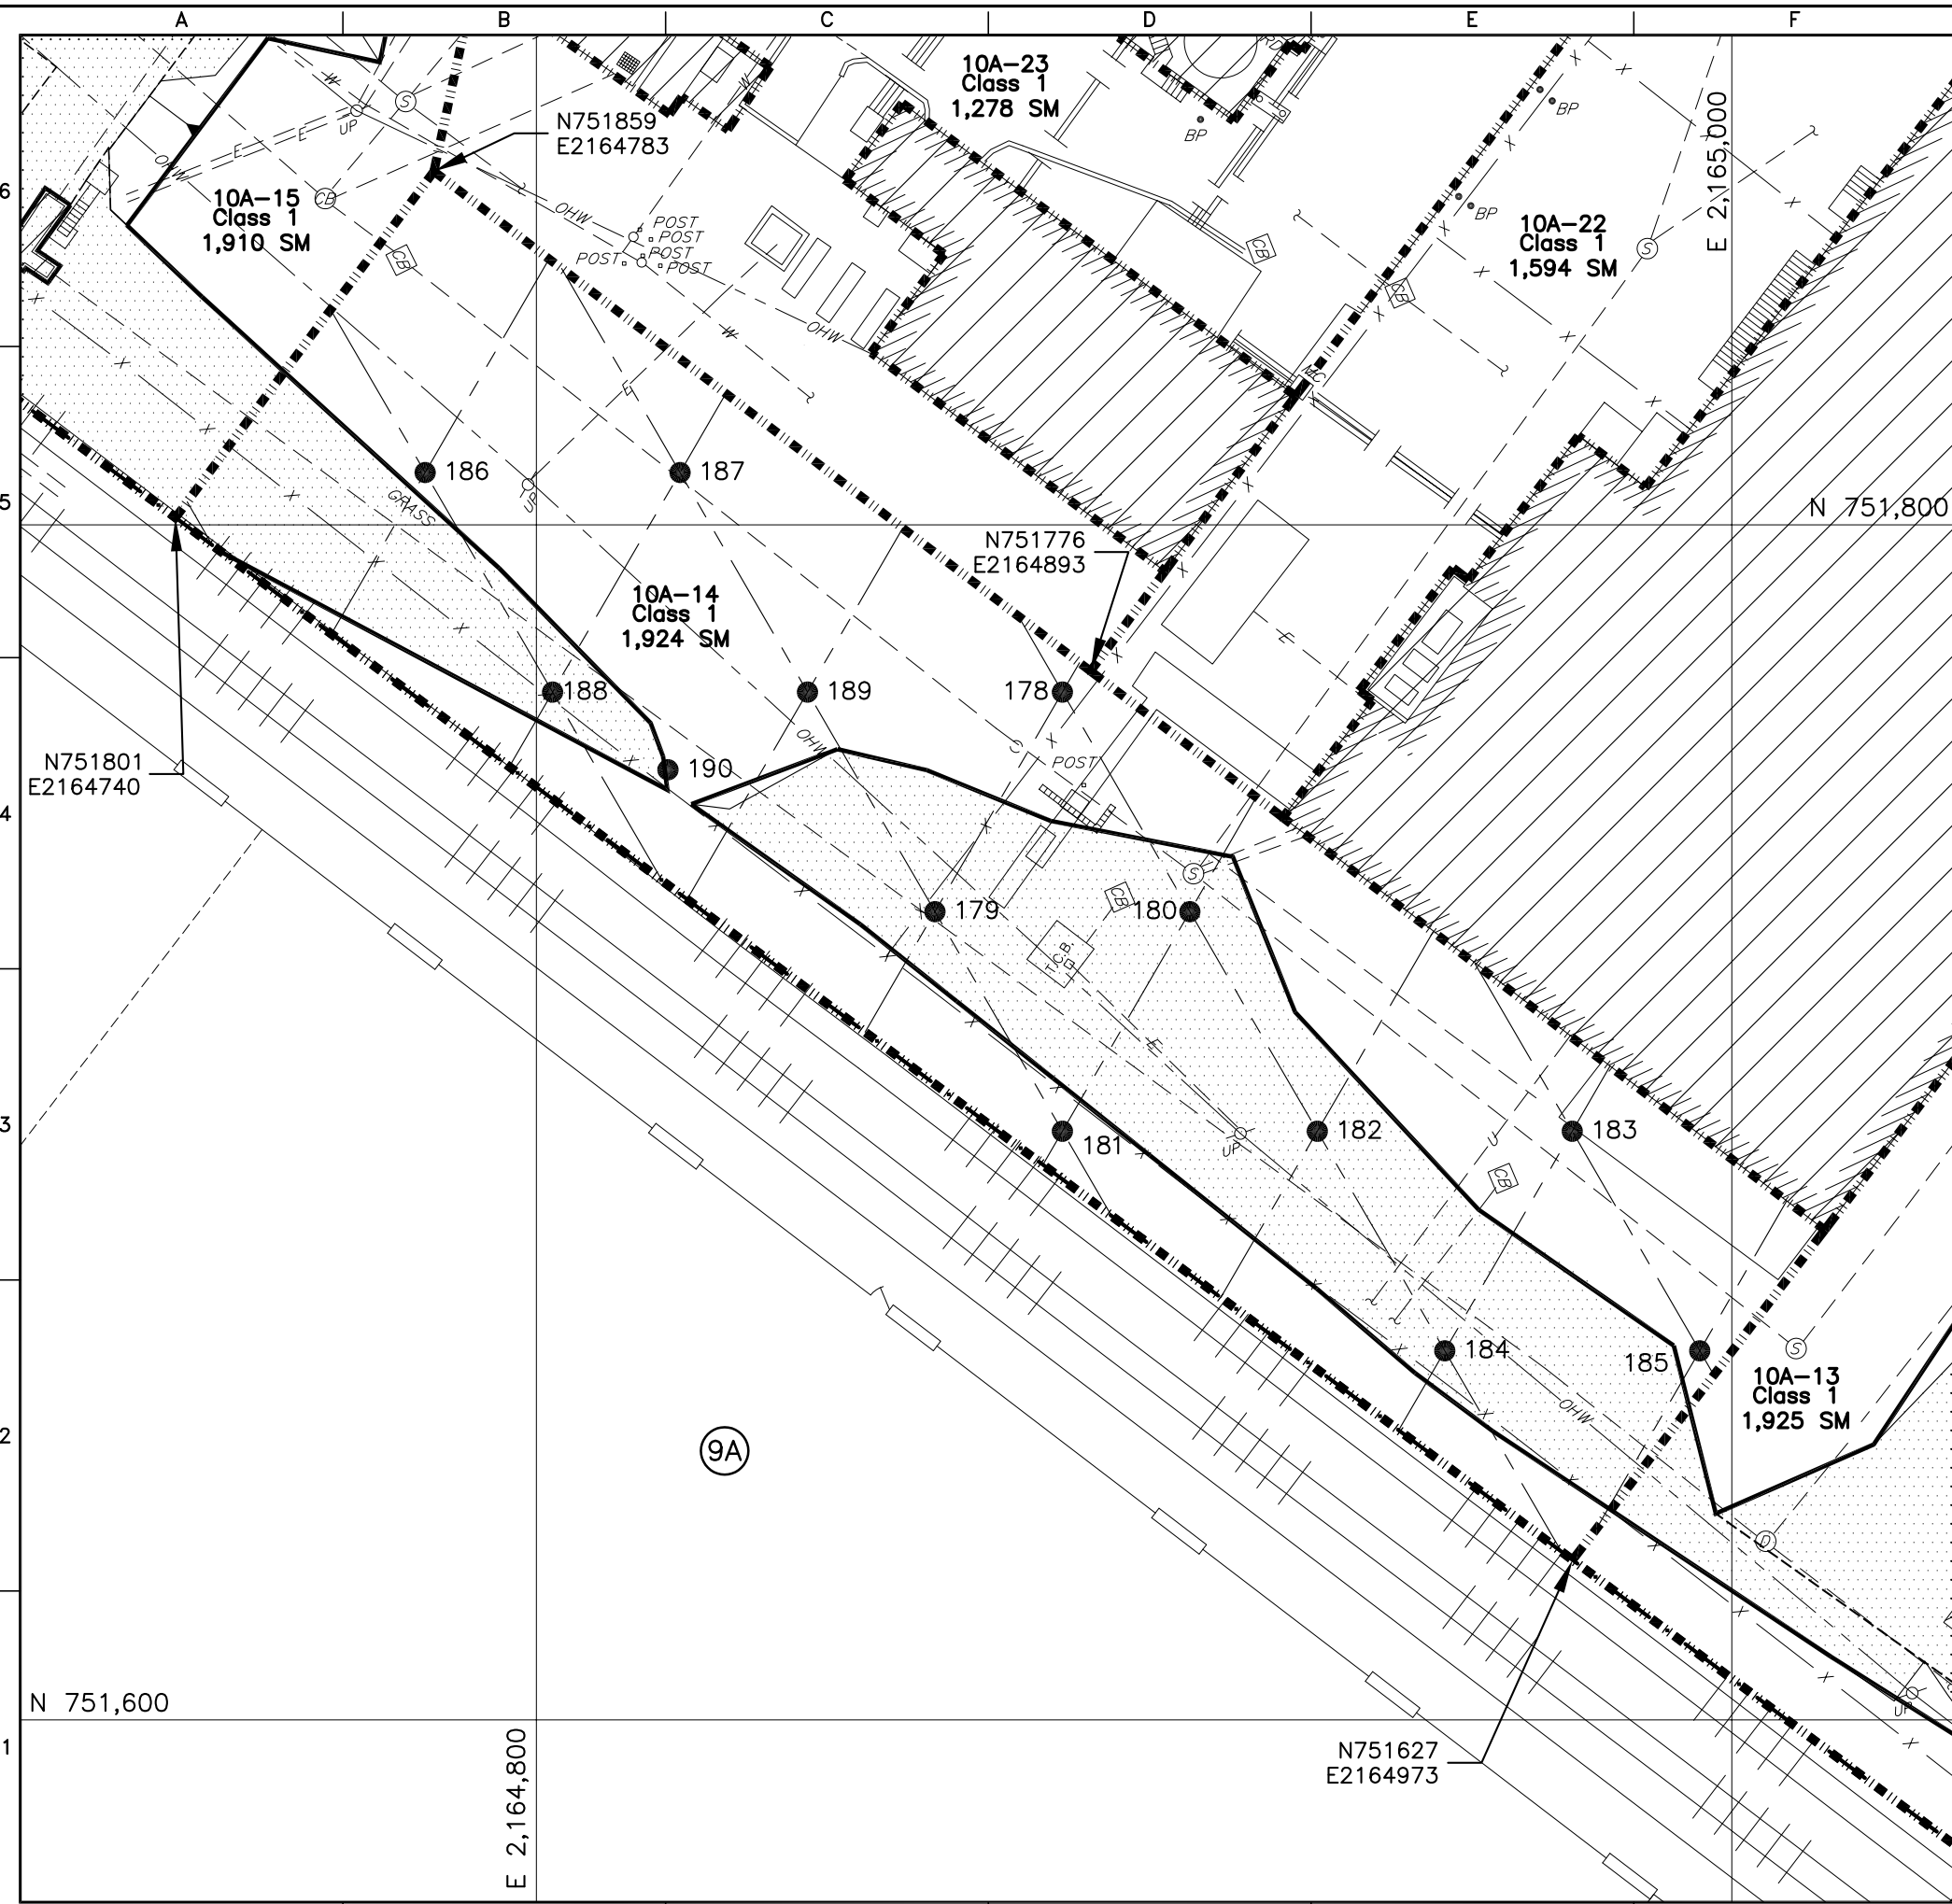 A
B
C
D
E
F
6
5
4
3
2
1
10A-23
Class 1
1,278 SM
N751859
E2164783
E 2,165,000
BP
BP
BP
UP
W
S
E
E
OHW
CB
10A-15
Class 1
1,910 SM
CB
OHW
POST
POST
POST
POST
POST
W
OHW
E
CB
10A-22
Class 1
1,594 SM
S
CB
186
187
GRASS
N 751,800
N751776
E2164893
10A-14
Class 1
1,924 SM
E
188
189
178
190
OHW
POST
N751801
E2164740
S
179
CB
180
T.C.B.
E
181
182
183
UP
CB
184
185
S
10A-13
Class 1
1,925 SM
OHW
9A
D
UP
N 751,600
E 2,164,800
N751627
E2164973